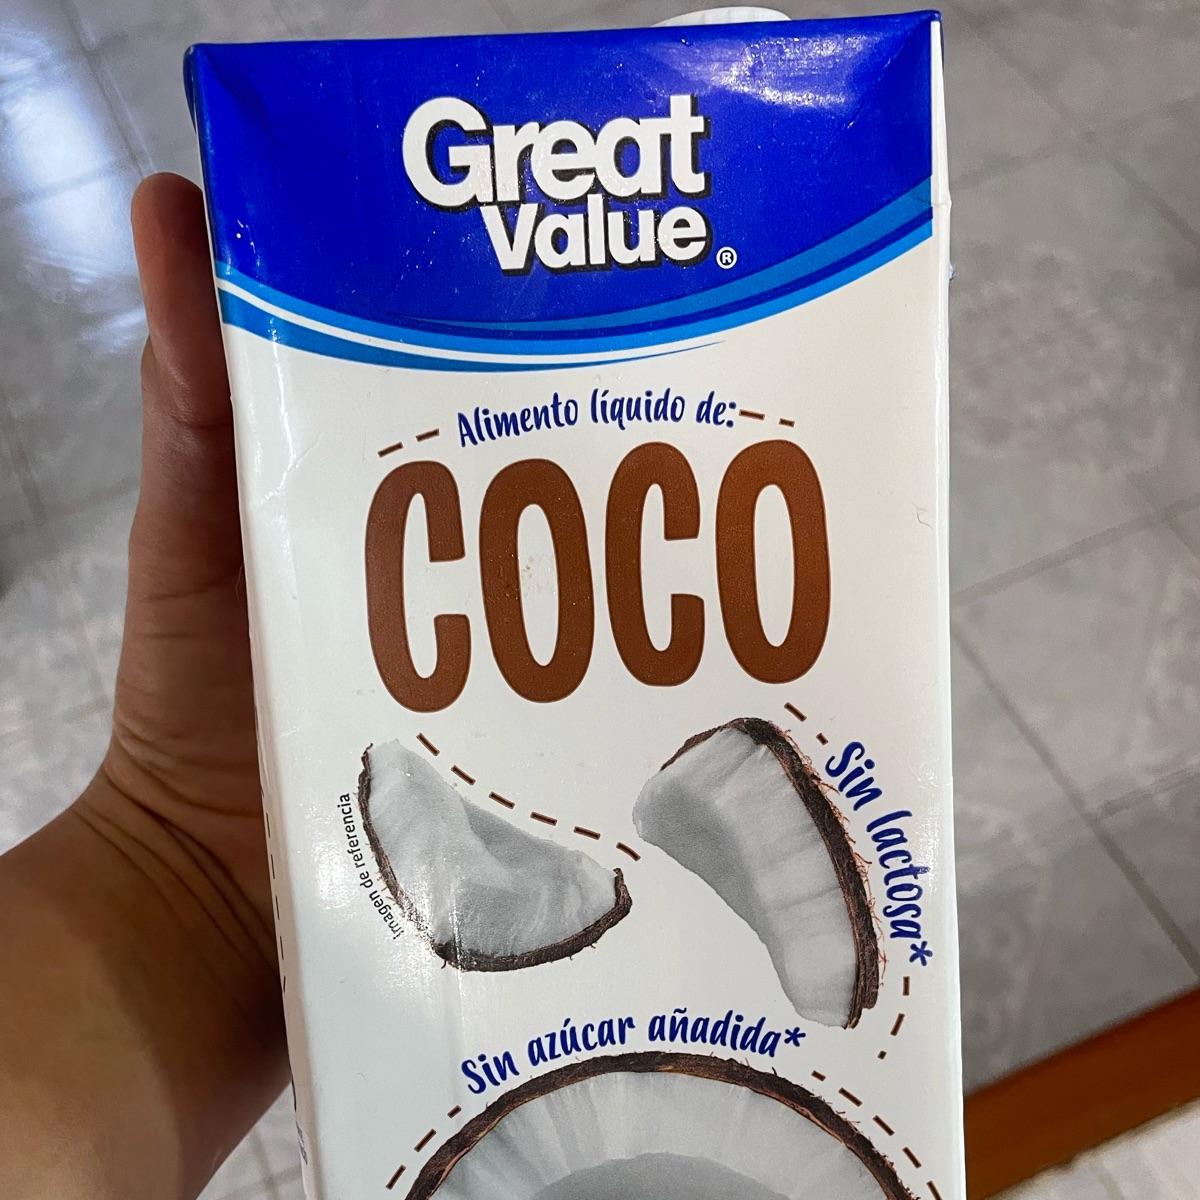 Great
Value®
Alimento líquido de:
COCO
Sin lactosa*
Imagen de referencia
Sin azúcar añadida*